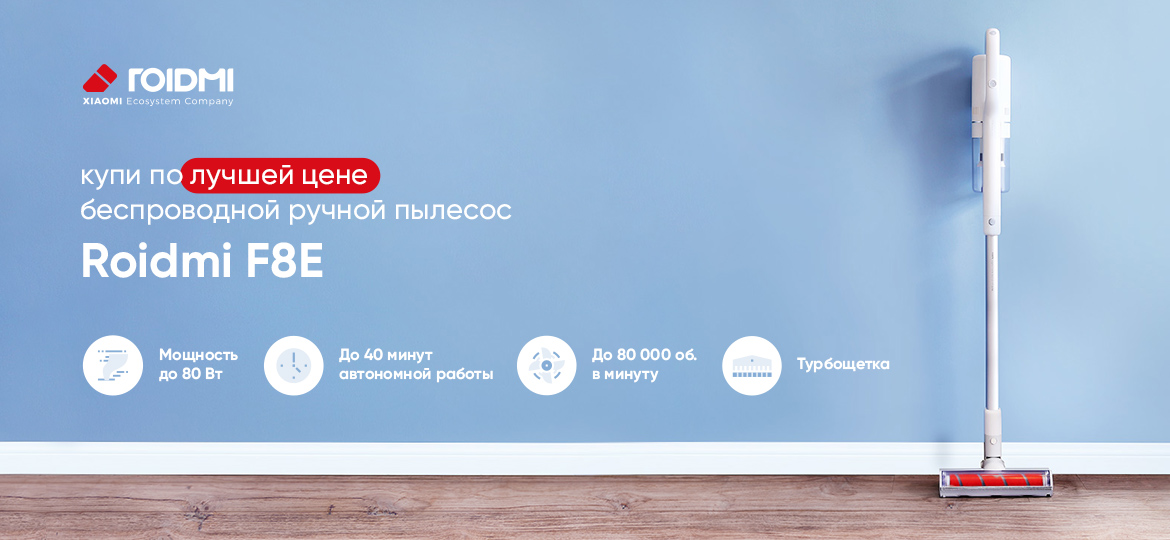 ROIDMI
XIAOMI Ecosystem Company
купи по лучшей цене
беспроводной ручной пылесос
Roidmi F8E
Мощность
до 80 Вт
До 40 минут
автономной работы
До 80 000 об.
в минуту
Турбощетка